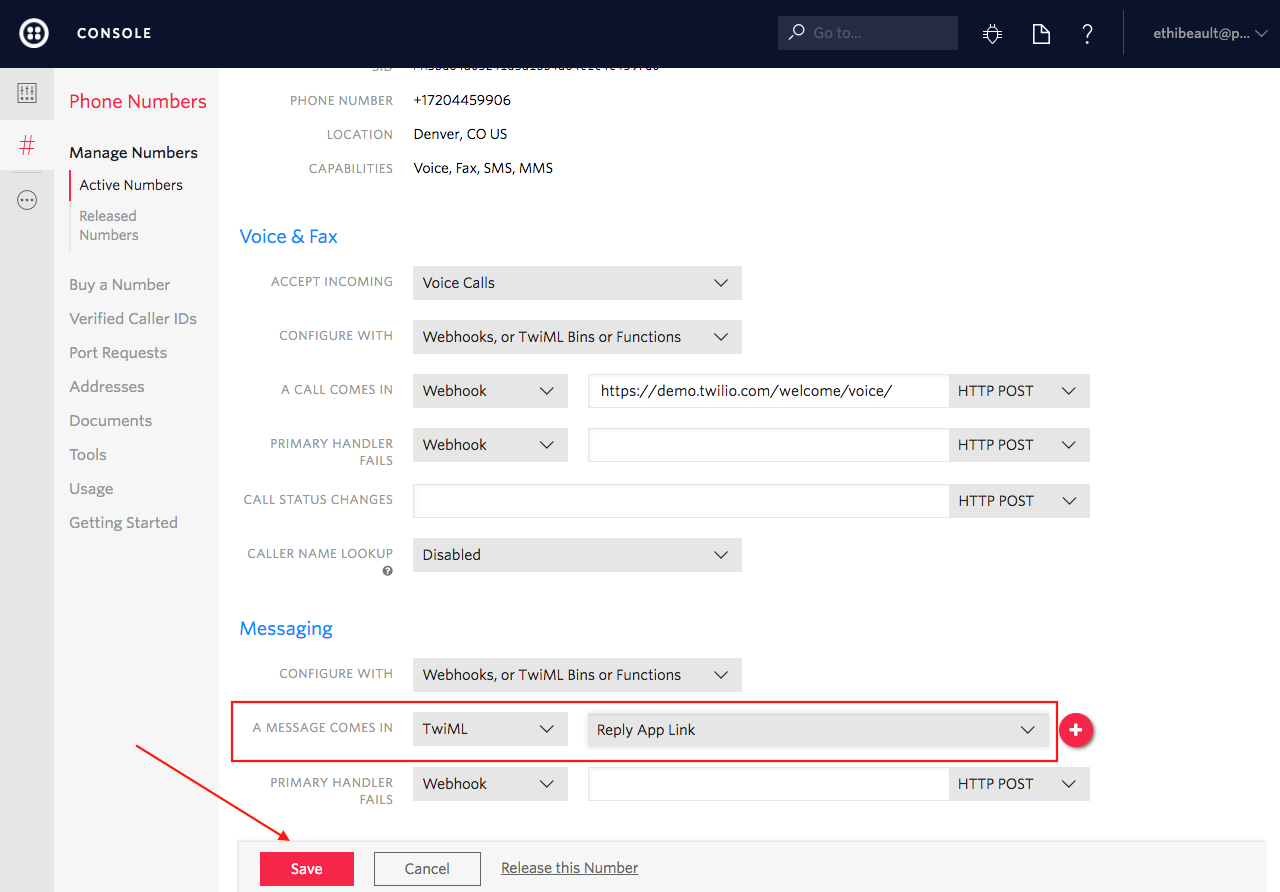 CONSOLE
Go to...
?
ethibeault@p...
Phone Numbers
#
Manage Numbers
Active Numbers
Released
Numbers
Buy a Number
Verified Caller IDs
Port Requests
Addresses
Documents
Tools
Usage
Getting Started
PHONE NUMBER +17204459906
LOCATION Denver, CO US
CAPABILITIES Voice, Fax, SMS, MMS
Voice & Fax
ACCEPT INCOMING Voice Calls
CONFIGURE WITH Webhooks, or TwiML Bins or Functions
A CALL COMES IN Webhook https://demo.twilio.com/welcome/voice/ HTTP POST
PRIMARY HANDLER Webhook HTTP POST
FAILS
CALL STATUS CHANGES HTTP POST
CALLER NAME LOOKUP Disabled
?
Messaging
CONFIGURE WITH Webhooks, or TwiML Bins or Functions
A MESSAGE COMES IN TwiML Reply App Link +
PRIMARY HANDLER Webhook HTTP POST
FAILS
Save Cancel Release this Number